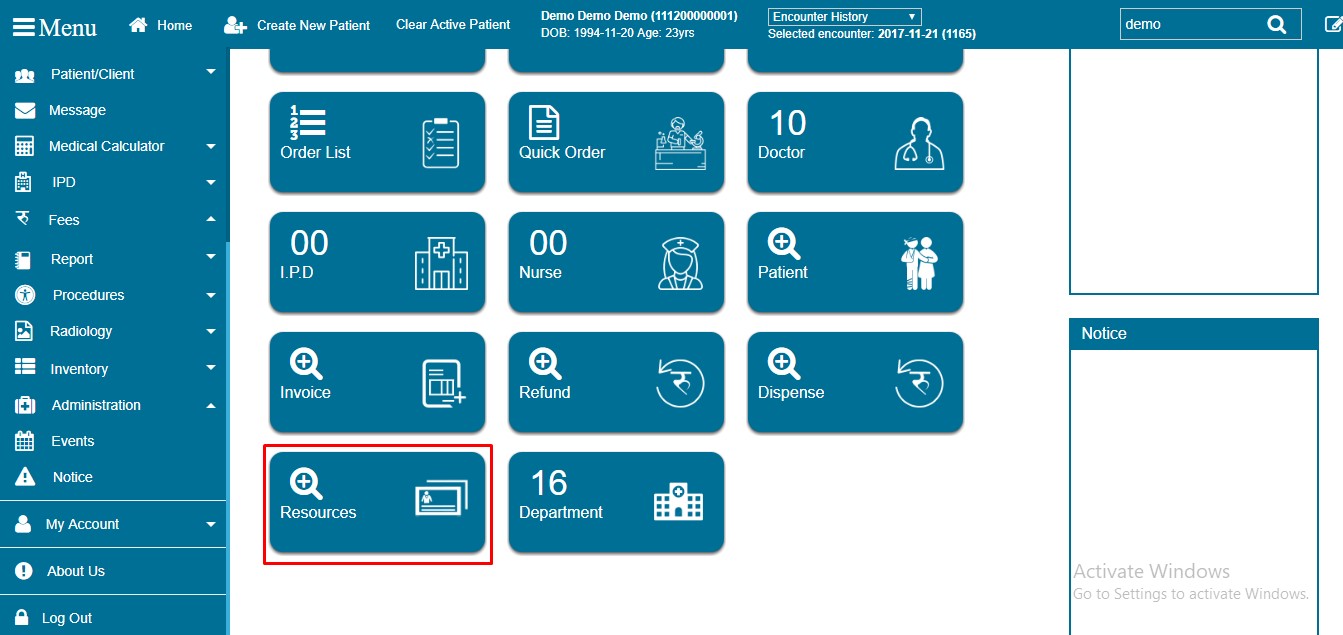 Menu
Home
Create New Patient
Clear Active Patient
Demo Demo Demo (111200000001)
DOB: 1994-11-20 Age: 23yrs
Encounter History
Selected encounter: 2017-11-21 (1165)
demo
Patient/Client
Message
Medical Calculator
IPD
रु Fees
Report
Procedures
Radiology
Inventory
Administration
Events
Notice
My Account
About Us
Log Out
1
2
3
Order List
Quick Order
10
Doctor
00
I.P.D
00
Nurse
Patient
Invoice
Refund
रु
Dispense
रु
Resources
16
Department
Notice
Activate Windows
Go to Settings to activate Windows.